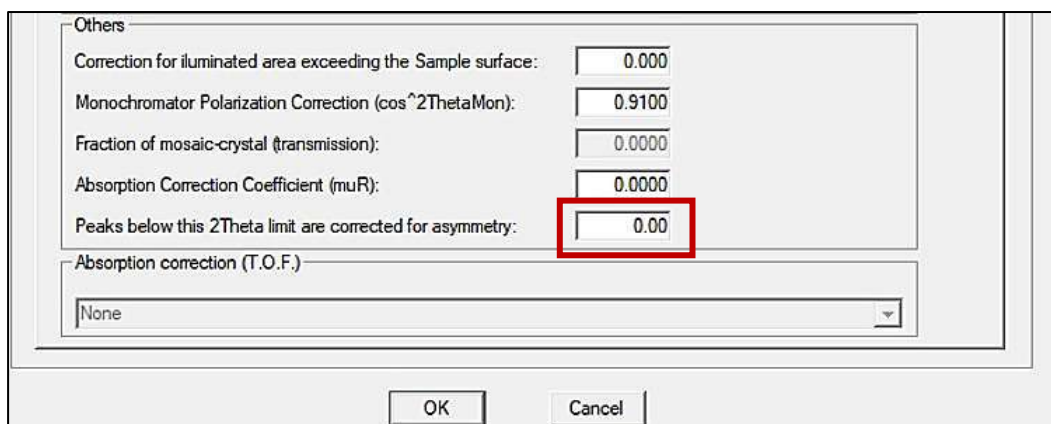 Others
Correction for iluminated area exceeding the Sample surface: 0.000
Monochromator Polarization Correction (cos^2ThetaMon): 0.9100
Fraction of mosaic-crystal (transmission): 0.0000
Absorption Correction Coefficient (muR): 0.0000
Peaks below this 2Theta limit are corrected for asymmetry: 0.00
Absorption correction (T.O.F.)
None
OK Cancel